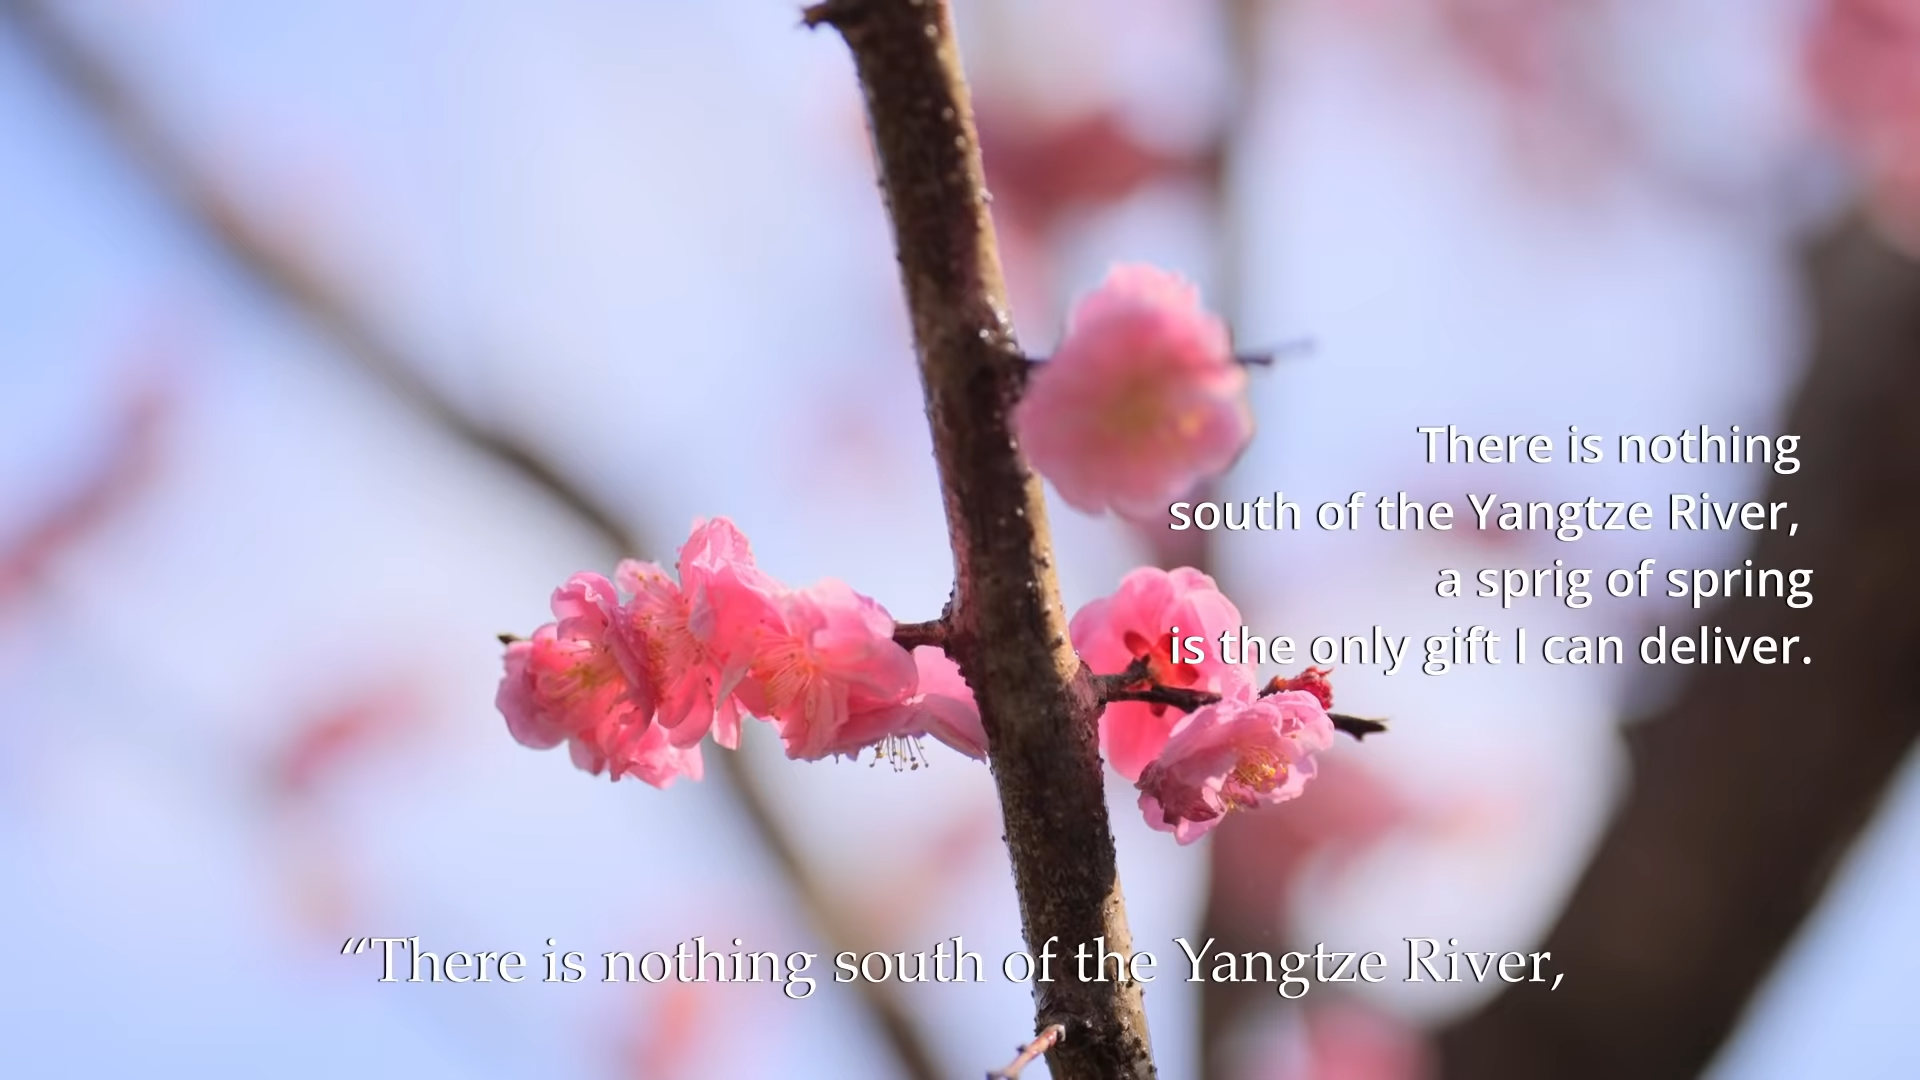 There is nothing
south of the Yangtze River,
a sprig of spring
is the only gift I can deliver.
“There is nothing south of the Yangtze River,